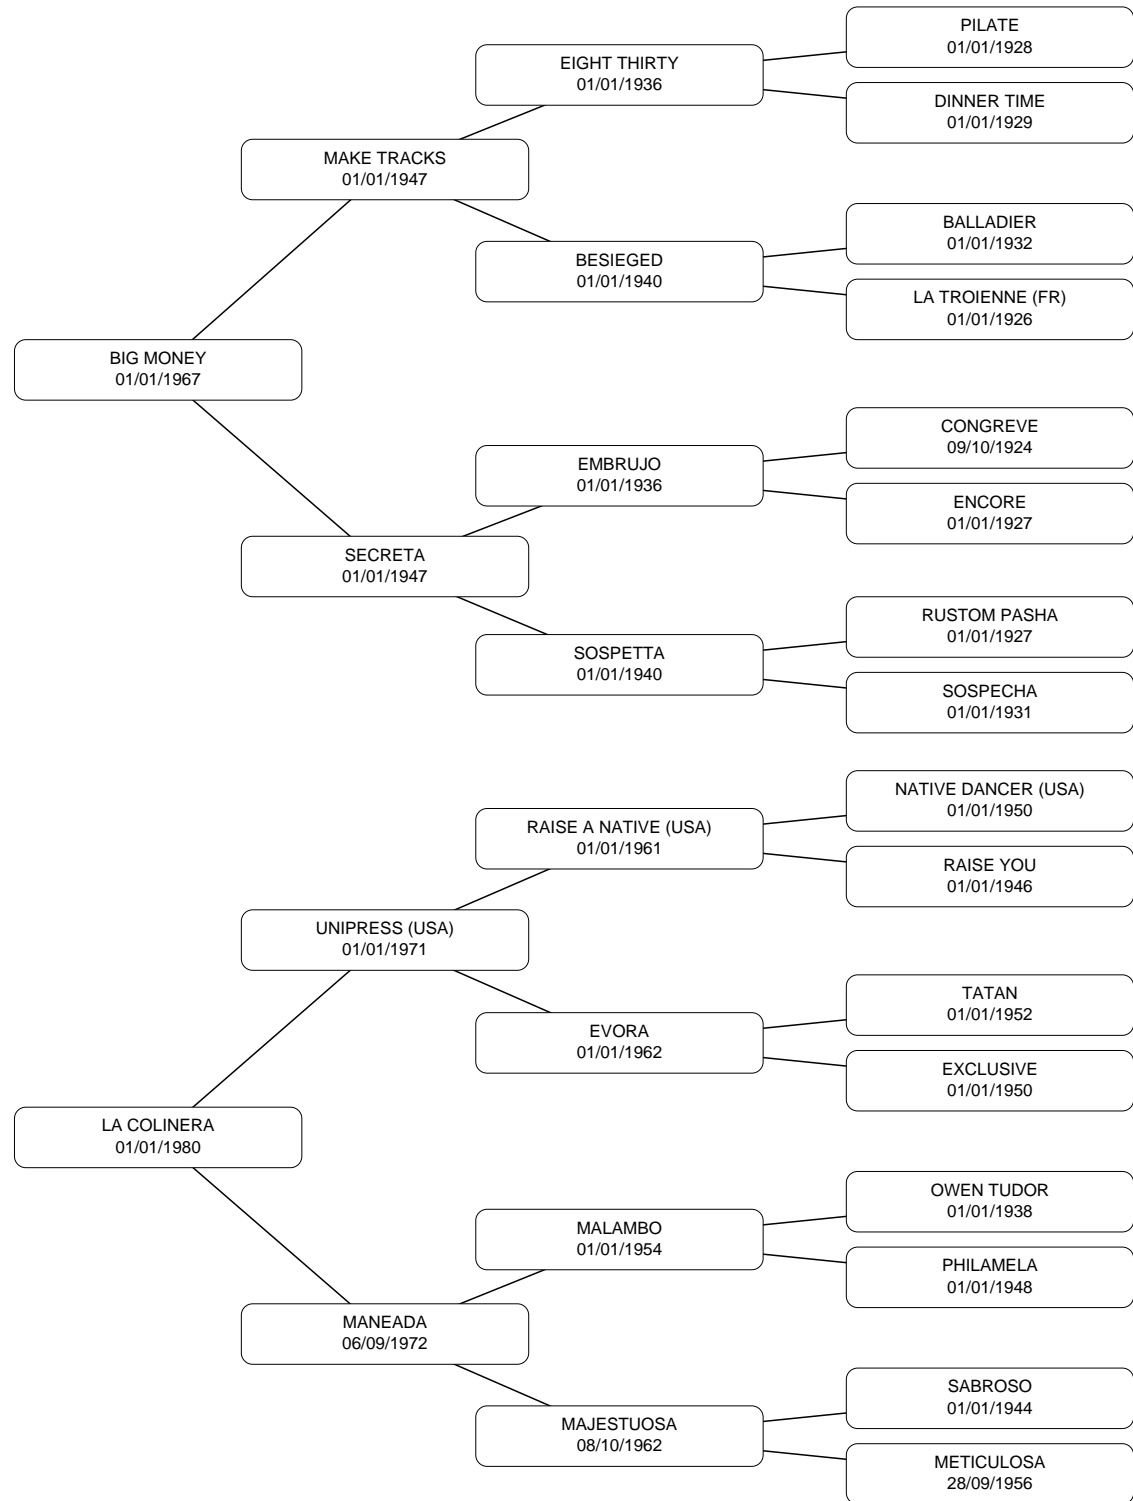 PILATE
01/01/1928
EIGHT THIRTY
01/01/1936
DINNER TIME
01/01/1929
MAKE TRACKS
01/01/1947
BALLADIER
01/01/1932
BESIEGED
01/01/1940
LA TROIENNE (FR)
01/01/1926
BIG MONEY
01/01/1967
CONGREVE
09/10/1924
EMBRUJO
01/01/1936
ENCORE
01/01/1927
SECRETA
01/01/1947
RUSTOM PASHA
01/01/1927
SOSPETTA
01/01/1940
SOSPECHA
01/01/1931
NATIVE DANCER (USA)
01/01/1950
RAISE A NATIVE (USA)
01/01/1961
RAISE YOU
01/01/1946
UNIPRESS (USA)
01/01/1971
TATAN
01/01/1952
EVORA
01/01/1962
EXCLUSIVE
01/01/1950
LA COLINERA
01/01/1980
OWEN TUDOR
01/01/1938
MALAMBO
01/01/1954
PHILAMELA
01/01/1948
MANEADA
06/09/1972
SABROSO
01/01/1944
MAJESTUOSA
08/10/1962
METICULOSA
28/09/1956